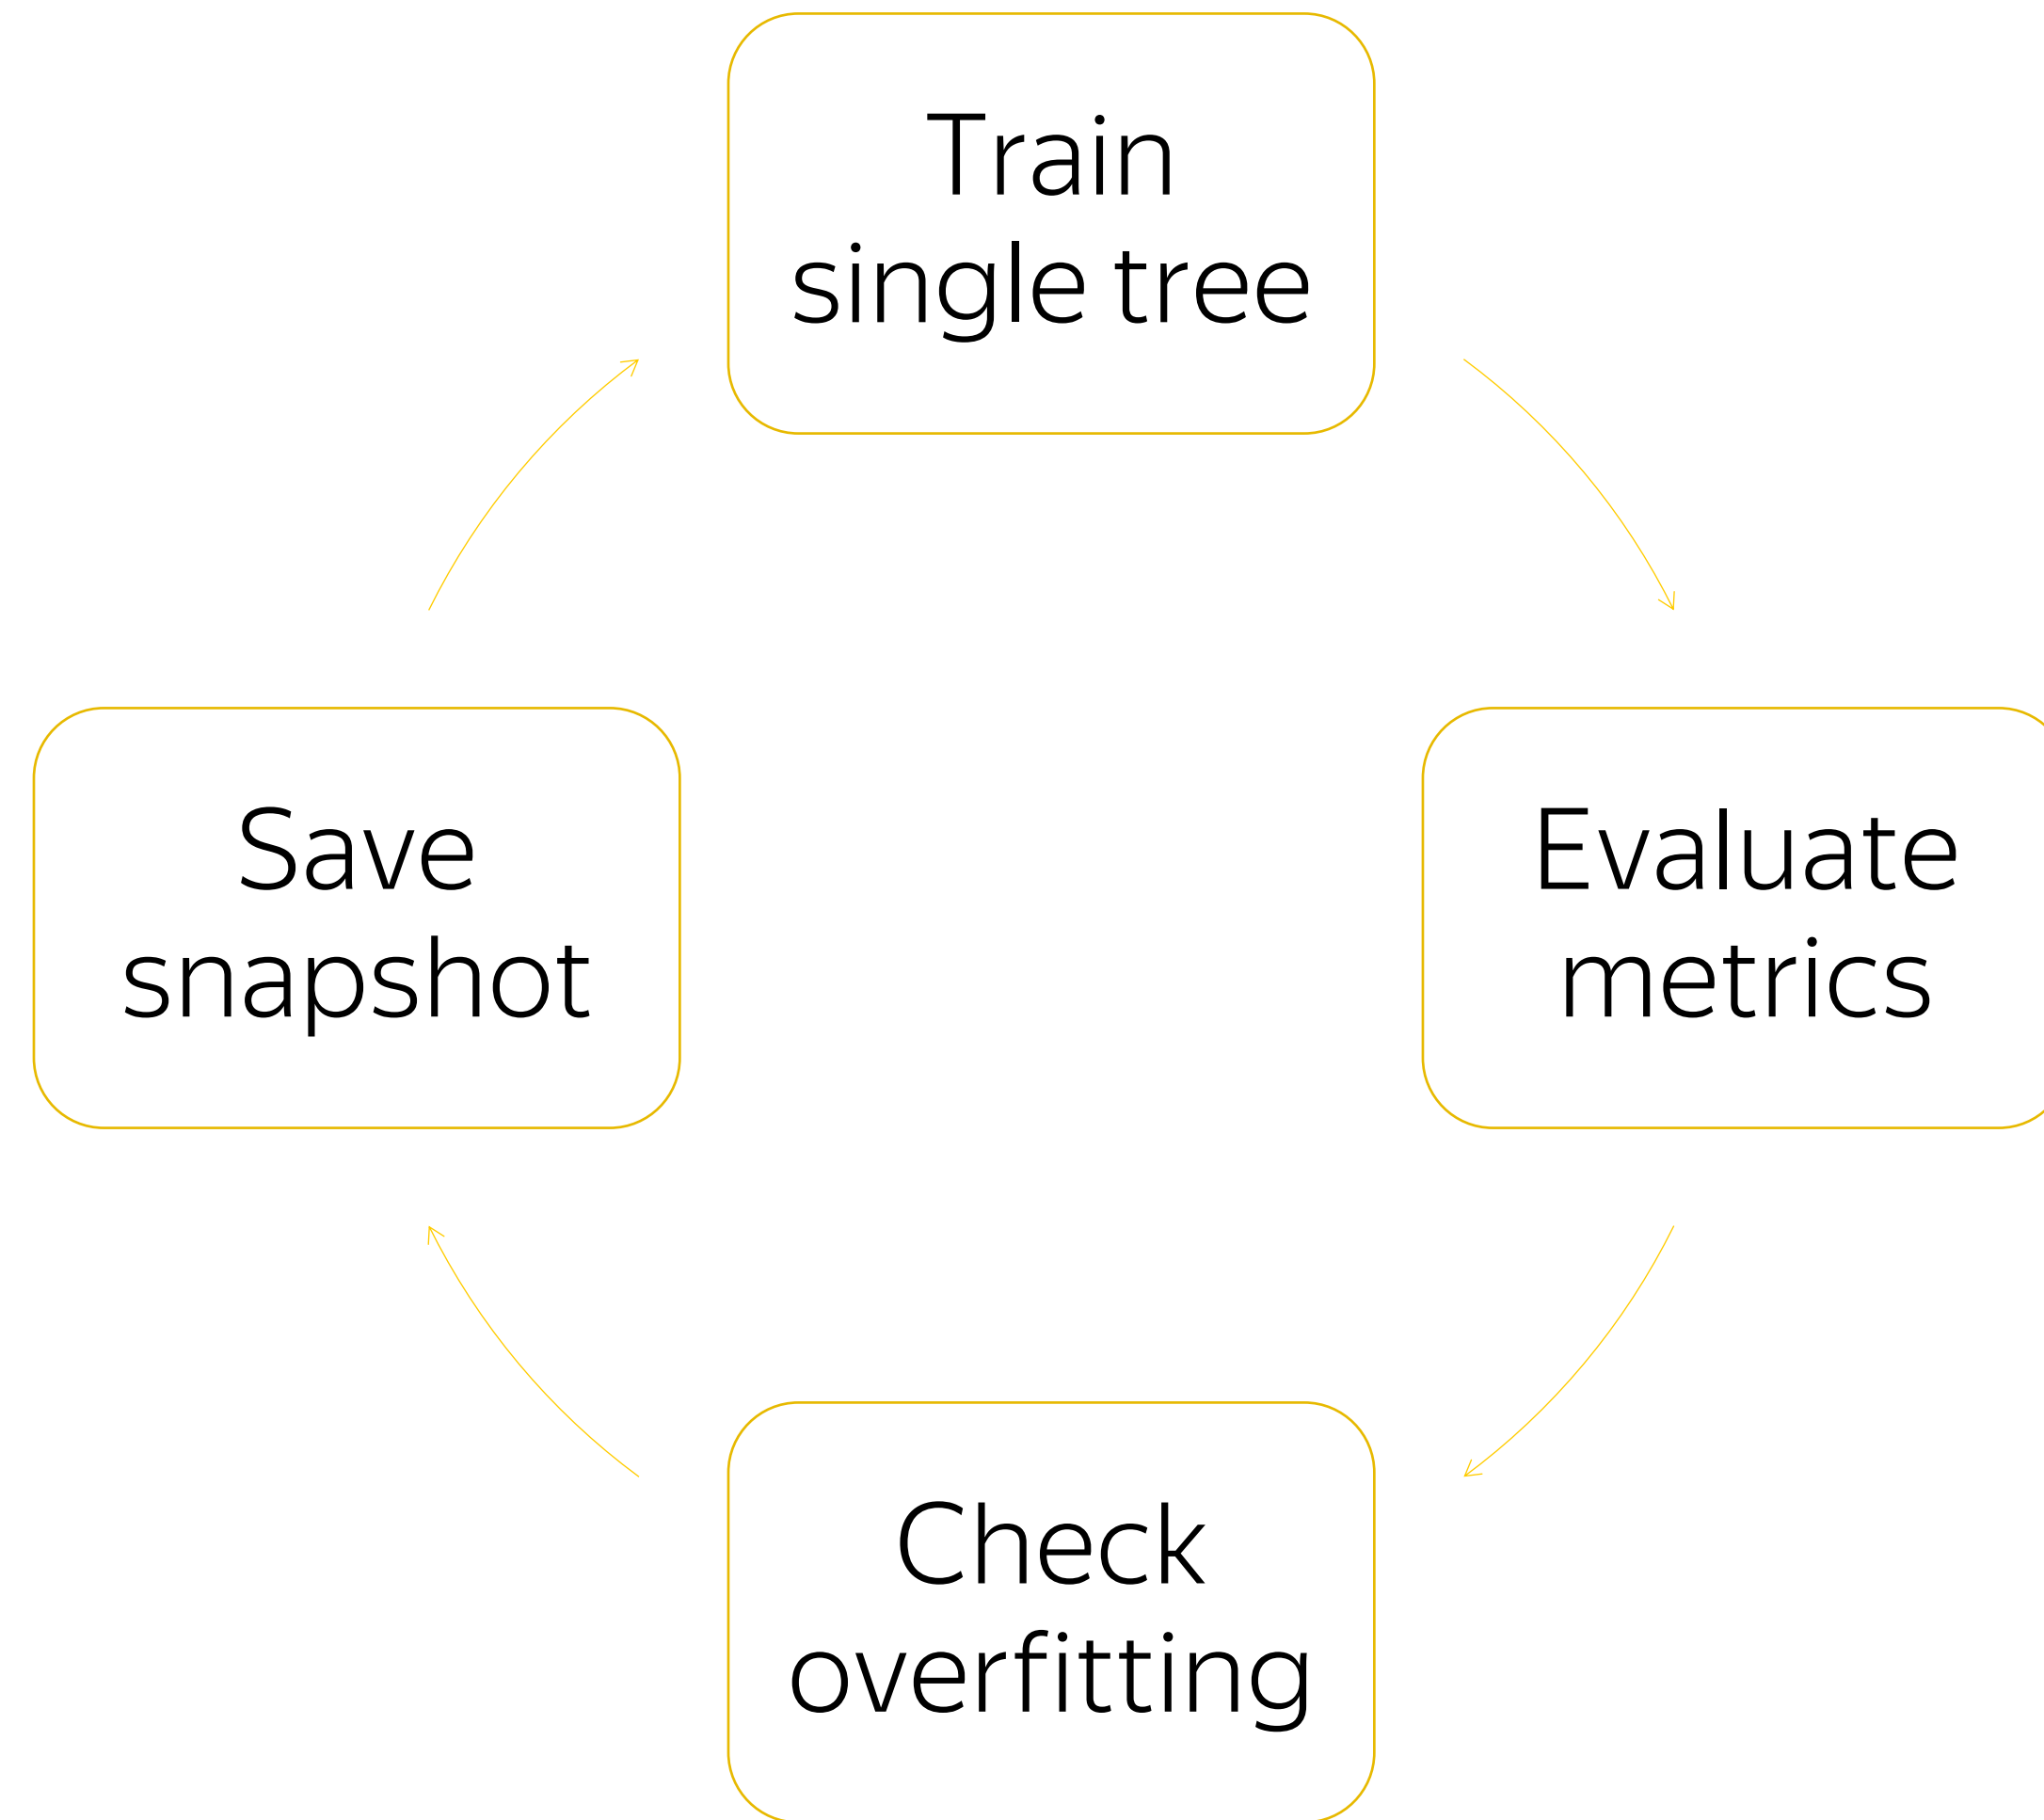 Train
single tree
Evaluate
metrics
Check
overfitting
Save
snapshot